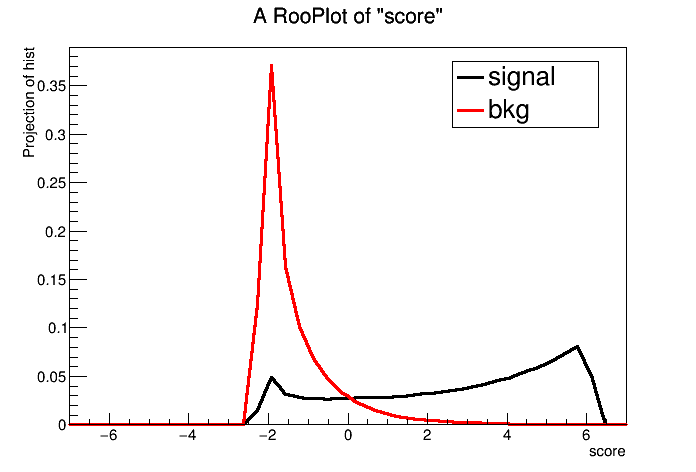 A RooPlot of "score"
Projection of hist
signal
bkg
0.35
0.3
0.25
0.2
0.15
0.1
0.05
0
−6 −4 −2 0 2 4 6
score